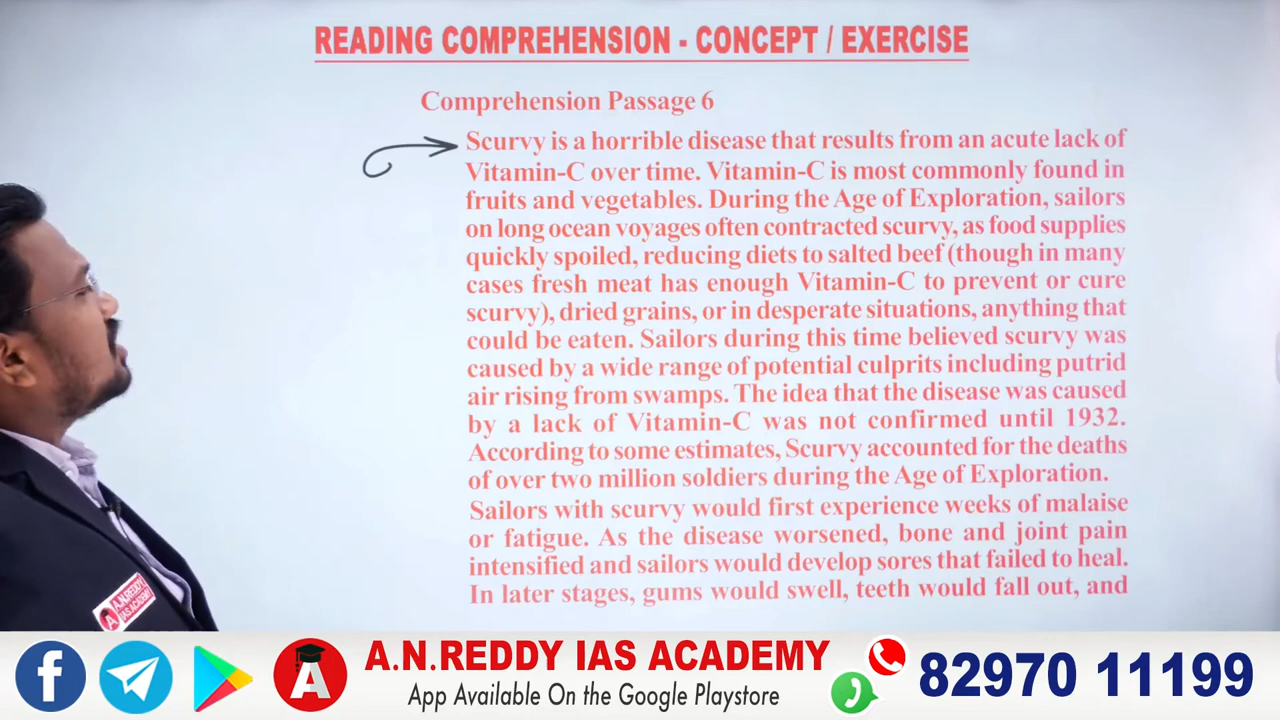 READING COMPREHENSION - CONCEPT / EXERCISE
Comprehension Passage 6
Scurvy is a horrible disease that results from an acute lack of
Vitamin-C over time. Vitamin-C is most commonly found in
fruits and vegetables. During the Age of Exploration, sailors
on long ocean voyages often contracted scurvy, as food supplies
quickly spoiled, reducing diets to salted beef (though in many
cases fresh meat has enough Vitamin-C to prevent or cure
scurvy), dried grains, or in desperate situations, anything that
could be eaten. Sailors during this time believed scurvy was
caused by a wide range of potential culprits including putrid
air rising from swamps. The idea that the disease was caused
by a lack of Vitamin-C was not confirmed until 1932.
According to some estimates, Scurvy accounted for the deaths
of over two million soldiers during the Age of Exploration.
Sailors with scurvy would first experience weeks of malaise
or fatigue. As the disease worsened, bone and joint pain
intensified and sailors would develop sores that failed to heal.
In later stages, gums would swell, teeth would fall out, and
A
A.N.REDDY
IAS ACADEMY
A
A.N.REDDY IAS ACADEMY
App Available On the Google Playstore
82970 11199